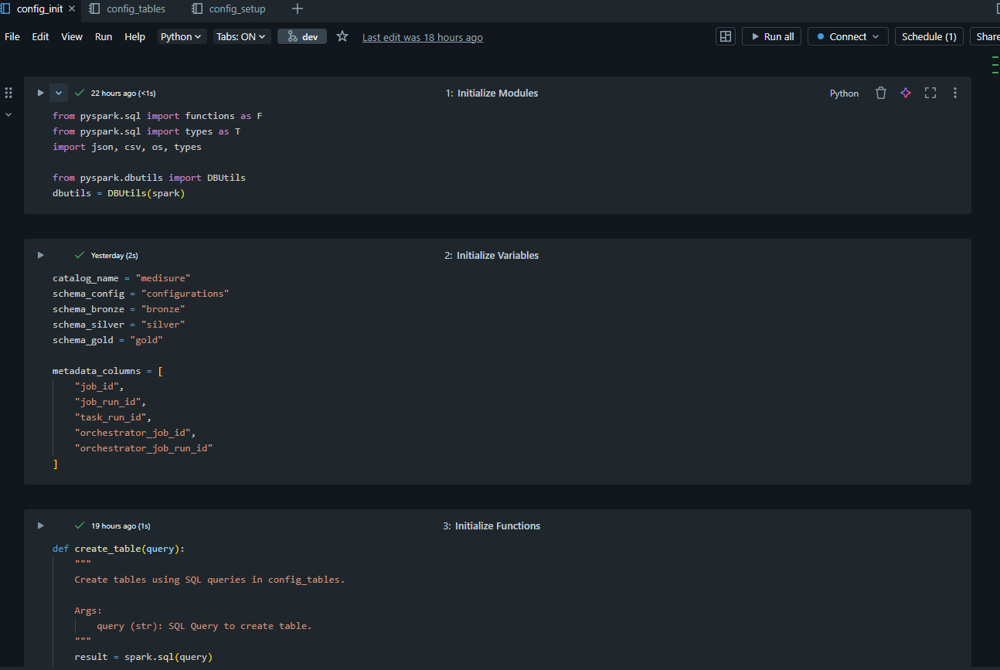 config_init config_tables config_setup
File Edit View Run Help Python Tabs: ON dev Last edit was 18 hours ago Run all Connect Schedule (1) Share
22 hours ago (<1s) 1: Initialize Modules Python
from pyspark.sql import functions as F
from pyspark.sql import types as T
import json, csv, os, types
from pyspark.dbutils import DBUtils
dbutils = DBUtils(spark)
Yesterday (2s) 2: Initialize Variables
catalog_name = "medisure"
schema_config = "configurations"
schema_bronze = "bronze"
schema_silver = "silver"
schema_gold = "gold"
metadata_columns = [
"job_id",
"job_run_id",
"task_run_id",
"orchestrator_job_id",
"orchestrator_job_run_id"
]
19 hours ago (1s) 3: Initialize Functions
def create_table(query):
"""
Create tables using SQL queries in config_tables.
Args:
query (str): SQL Query to create table.
"""
result = spark.sql(query)